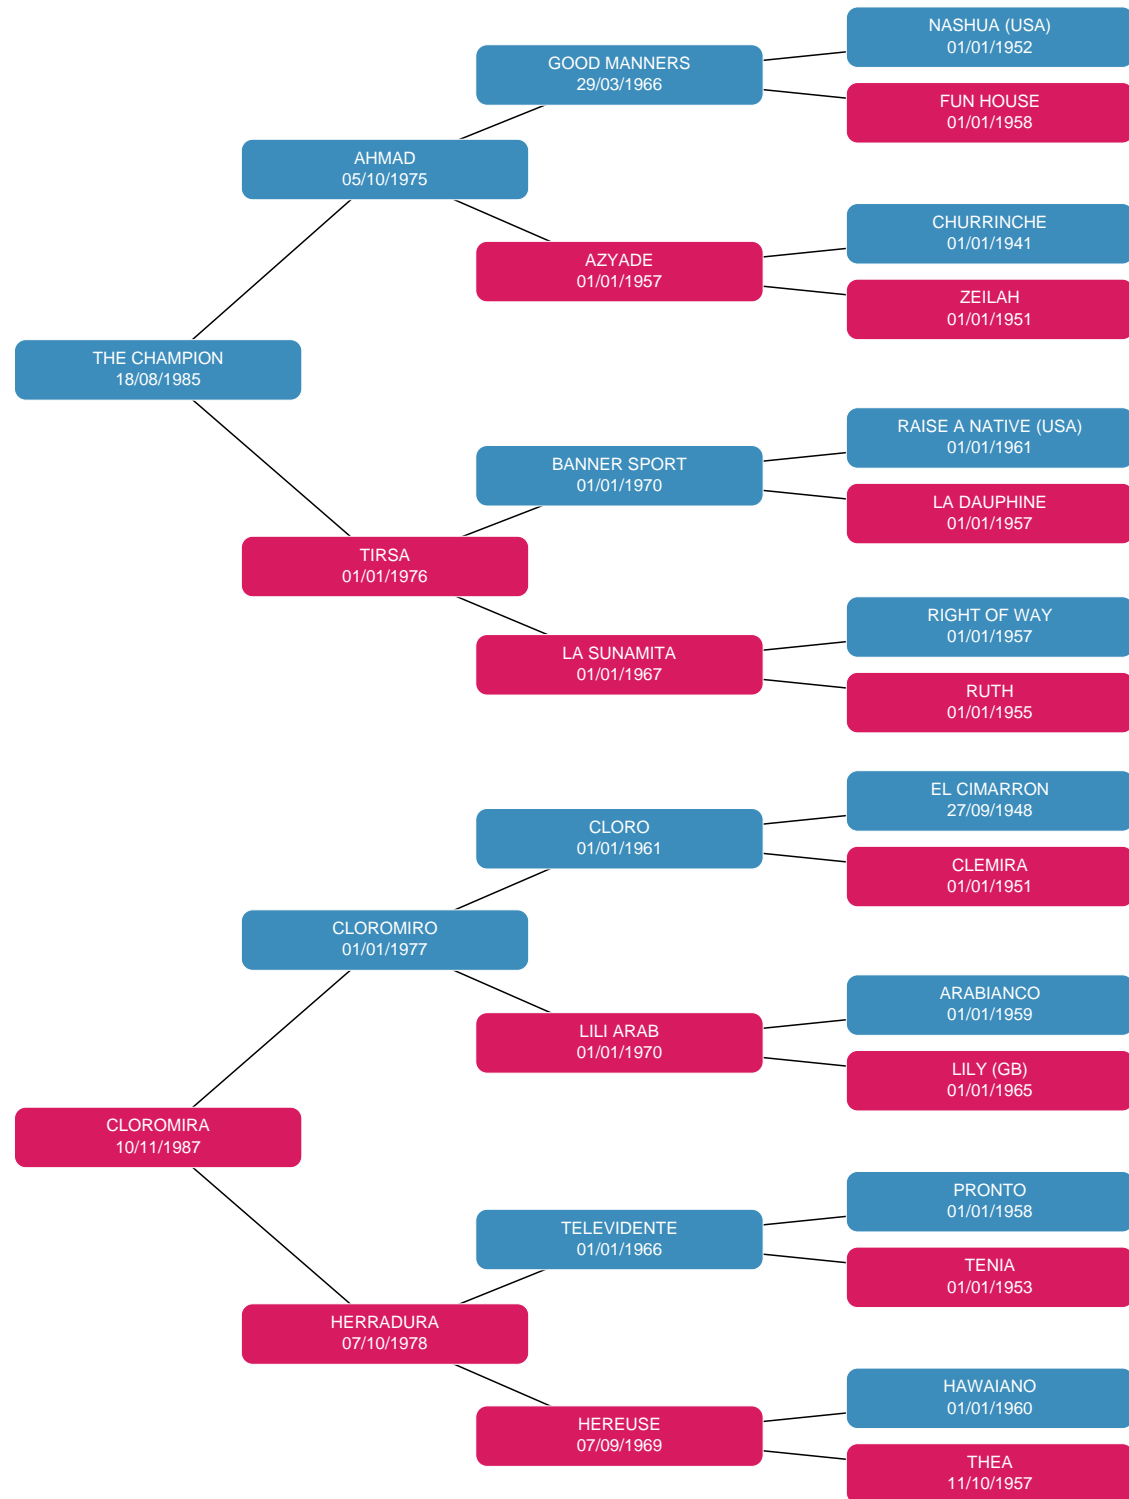 NASHUA (USA)
01/01/1952
GOOD MANNERS
29/03/1966
FUN HOUSE
01/01/1958
AHMAD
05/10/1975
CHURRINCHE
01/01/1941
AZYADE
01/01/1957
ZEILAH
01/01/1951
THE CHAMPION
18/08/1985
RAISE A NATIVE (USA)
01/01/1961
BANNER SPORT
01/01/1970
LA DAUPHINE
01/01/1957
TIRSA
01/01/1976
RIGHT OF WAY
01/01/1957
LA SUNAMITA
01/01/1967
RUTH
01/01/1955
EL CIMARRON
27/09/1948
CLORO
01/01/1961
CLEMIRA
01/01/1951
CLOROMIRO
01/01/1977
ARABIANCO
01/01/1959
LILI ARAB
01/01/1970
LILY (GB)
01/01/1965
CLOROMIRA
10/11/1987
PRONTO
01/01/1958
TELEVIDENTE
01/01/1966
TENIA
01/01/1953
HERRADURA
07/10/1978
HAWAIANO
01/01/1960
HEREUSE
07/09/1969
THEA
11/10/1957